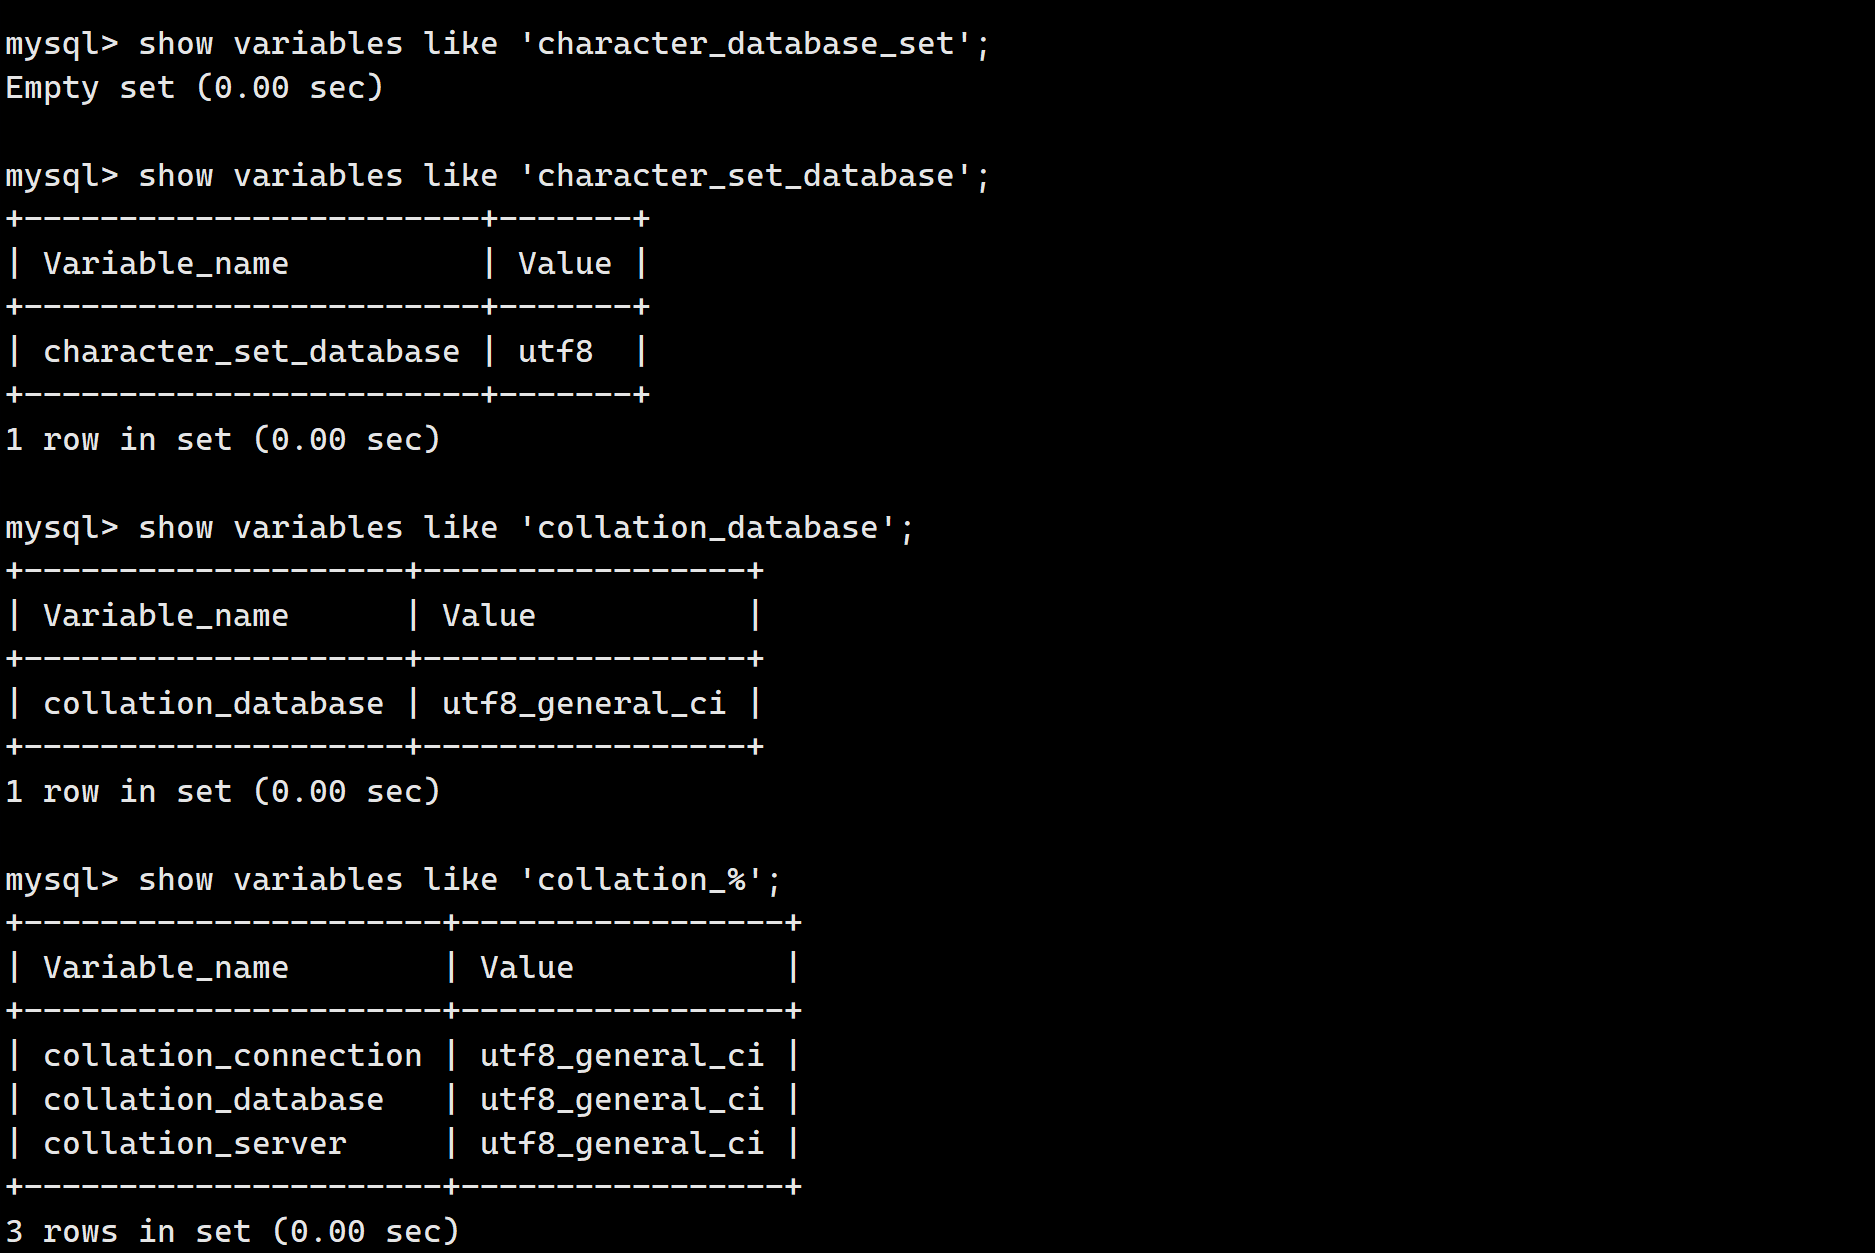 mysql> show variables like 'character_database_set';
Empty set (0.00 sec)

mysql> show variables like 'character_set_database';
+------------------------+-------+
| Variable_name          | Value |
+------------------------+-------+
| character_set_database | utf8  |
+------------------------+-------+
1 row in set (0.00 sec)

mysql> show variables like 'collation_database';
+--------------------+-----------------+
| Variable_name      | Value           |
+--------------------+-----------------+
| collation_database | utf8_general_ci |
+--------------------+-----------------+
1 row in set (0.00 sec)

mysql> show variables like 'collation_%';
+----------------------+-----------------+
| Variable_name        | Value           |
+----------------------+-----------------+
| collation_connection | utf8_general_ci |
| collation_database   | utf8_general_ci |
| collation_server     | utf8_general_ci |
+----------------------+-----------------+
3 rows in set (0.00 sec)